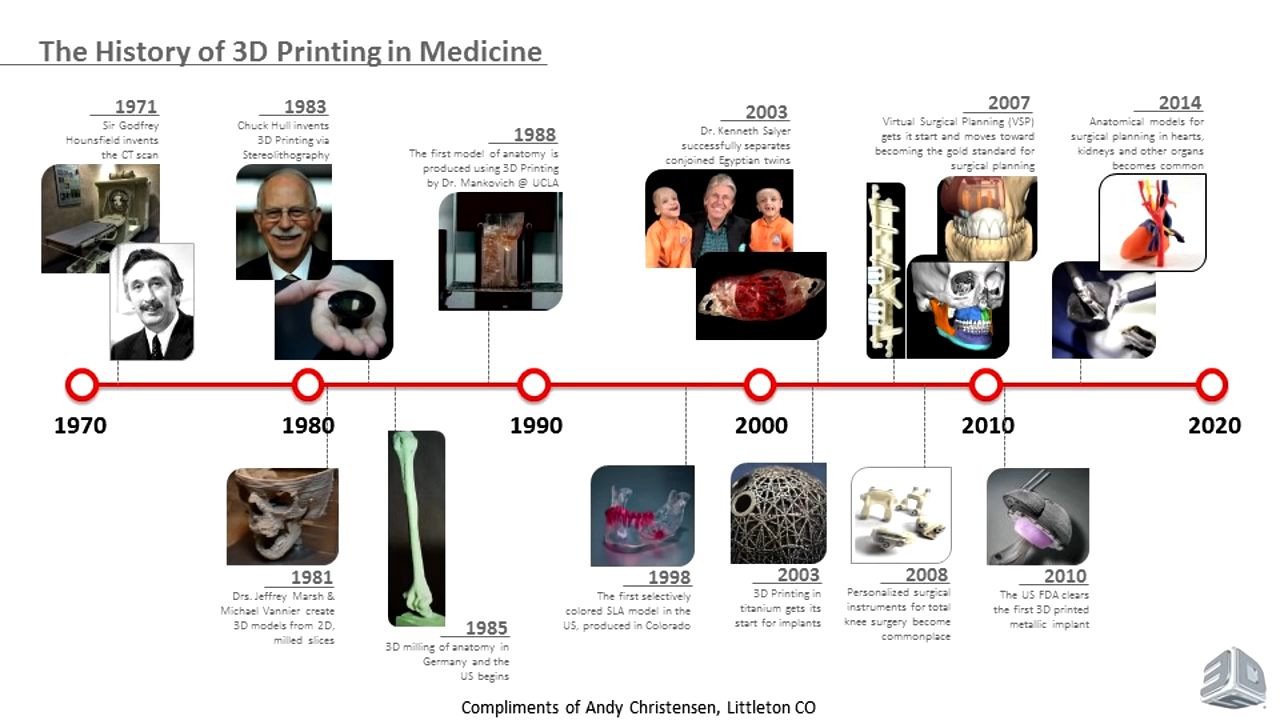 The History of 3D Printing in Medicine
1971
Sir Godfrey
Hounsfield invents
the CT scan
1983
Chuck Hull invents
3D Printing via
Stereolithography
1988
The first model of anatomy is
produced using 3D Printing
by Dr. Mankovich @ UCLA
2003
Dr. Kenneth Salyer
successfully separates
conjoined Egyptian twins
2007
Virtual Surgical Planning (VSP)
gets it start and moves toward
becoming the gold standard for
surgical planning
2014
Anatomical models for
surgical planning in hearts,
kidneys and other organs
becomes common
1970
1980
1990
2000
2010
2020
1981
Drs. Jeffrey Marsh &
Michael Vannier create
3D models from 2D,
milled slices
1985
3D milling of anatomy in
Germany and the
US begins
1998
The first selectively
colored SLA model in the
US, produced in Colorado
2003
3D Printing in
titanium gets its
start for implants
2008
Personalized surgical
instruments for total
knee surgery become
commonplace
2010
The US FDA clears
the first 3D printed
metallic implant
Compliments of Andy Christensen, Littleton CO